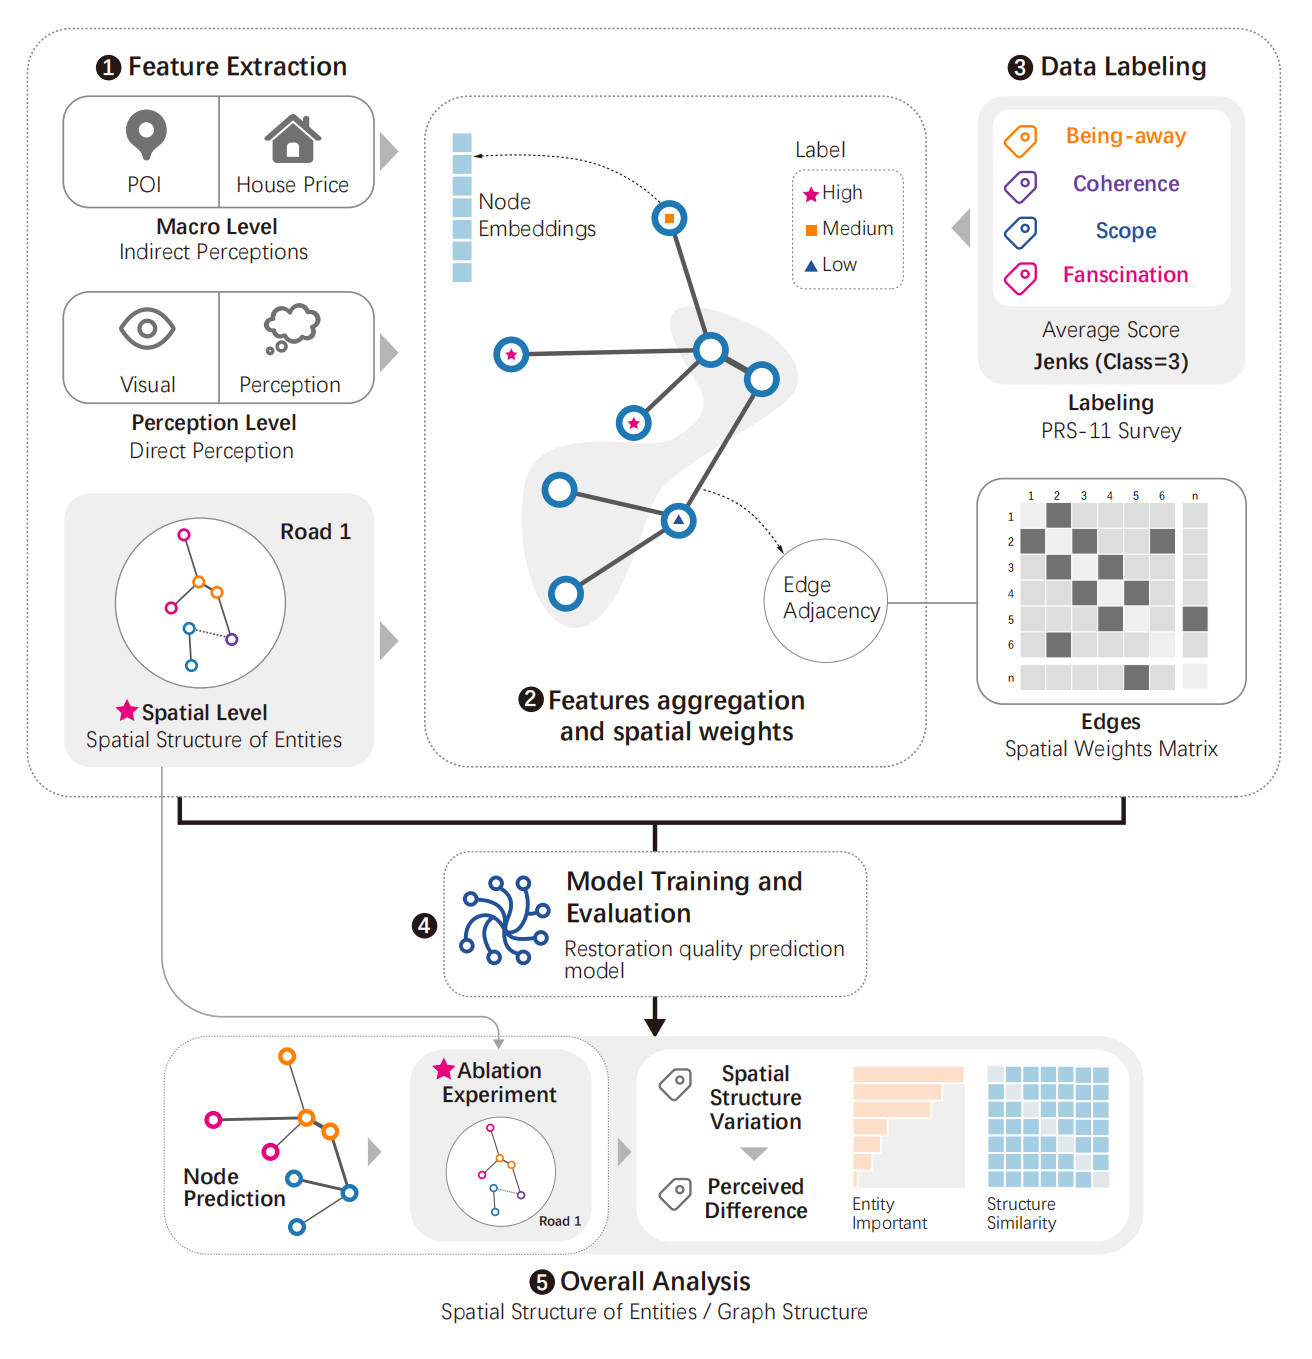 1 Feature Extraction
POI
House Price
Macro Level
Indirect Perceptions
Visual
Perception
Perception Level
Direct Perception
Road 1
Spatial Level
Spatial Structure of Entities
Node
Embeddings
Label
High
Medium
Low
Edge
Adjacency
2 Features aggregation
and spatial weights
3 Data Labeling
Being-away
Coherence
Scope
Fanscination
Average Score
Jenks (Class=3)
Labeling
PRS-11 Survey
1 2 3 4 5 6 n
1
2
3
4
5
6
n
Edges
Spatial Weights Matrix
4
Model Training and
Evaluation
Restoration quality prediction
model
Node
Prediction
Ablation
Experiment
Road 1
Spatial
Structure
Variation
Perceived
Difference
Entity
Important
Structure
Similarity
5 Overall Analysis
Spatial Structure of Entities / Graph Structure